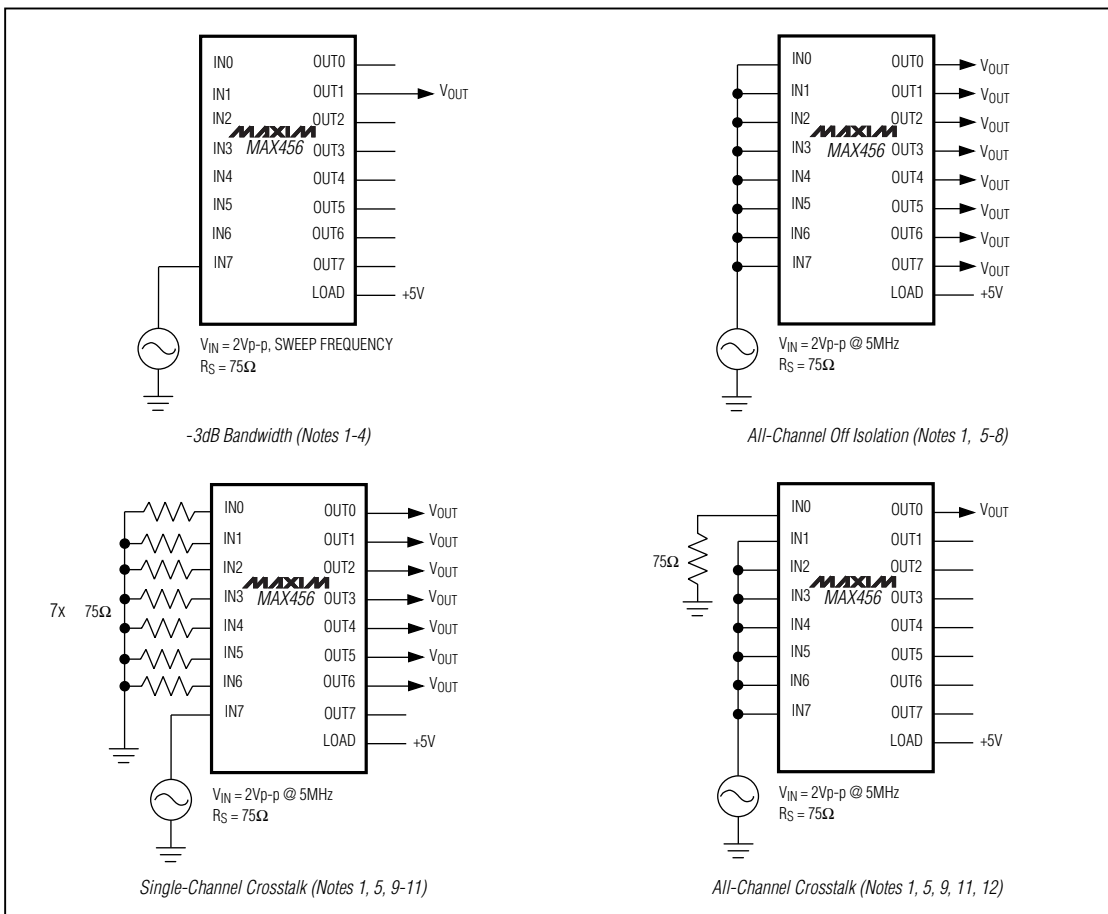 IN0 OUT0
IN1 OUT1 VOUT
IN2 OUT2
MAXIM
IN3 MAX456 OUT3
IN4 OUT4
IN5 OUT5
IN6 OUT6
IN7 OUT7
LOAD +5V
VIN = 2Vp-p, SWEEP FREQUENCY
RS = 75Ω
-3dB Bandwidth (Notes 1-4)
IN0 OUT0 VOUT
IN1 OUT1 VOUT
IN2 OUT2 VOUT
MAXIM
IN3 MAX456 OUT3 VOUT
IN4 OUT4 VOUT
IN5 OUT5 VOUT
IN6 OUT6 VOUT
IN7 OUT7 VOUT
LOAD +5V
VIN = 2Vp-p @ 5MHz
RS = 75Ω
All-Channel Off Isolation (Notes 1, 5-8)
IN0 OUT0 VOUT
IN1 OUT1 VOUT
IN2 OUT2 VOUT
MAXIM
7x 75Ω IN3 MAX456 OUT3 VOUT
IN4 OUT4 VOUT
IN5 OUT5 VOUT
IN6 OUT6 VOUT
IN7 OUT7
LOAD +5V
VIN = 2Vp-p @ 5MHz
RS = 75Ω
Single-Channel Crosstalk (Notes 1, 5, 9-11)
IN0 OUT0 VOUT
IN1 OUT1
75Ω IN2 OUT2
MAXIM
IN3 MAX456 OUT3
IN4 OUT4
IN5 OUT5
IN6 OUT6
IN7 OUT7
LOAD +5V
VIN = 2Vp-p @ 5MHz
RS = 75Ω
All-Channel Crosstalk (Notes 1, 5, 9, 11, 12)